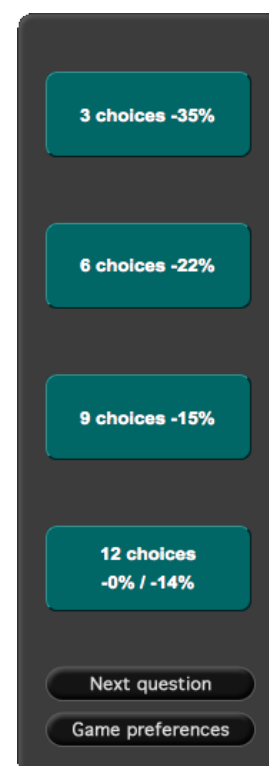 3 choices -35%
6 choices -22%
9 choices -15%
12 choices
-0% / -14%
Next question
Game preferences